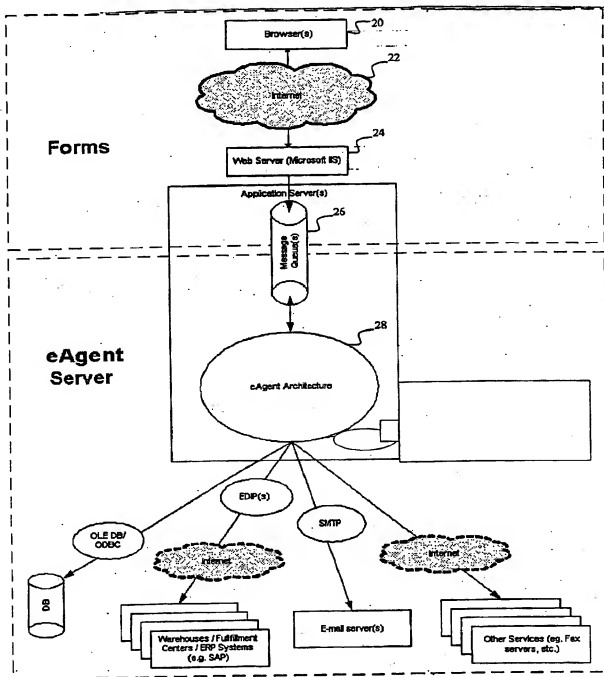 Browser(s)
20
22
Internet
24
Forms
Web Server (Microsoft IIS)
Application Server(s)
26
Message
Queue(s)
28
eAgent
Server
eAgent Architecture
EDIP(s)
OLE DB/
ODBC
SMTP
Internet
Internet
DB
Warehouses / Fulfillment
Centers / ERP Systems
(e.g. SAP)
E-mail server(s)
Other Services (eg. Fax
servers, etc.)